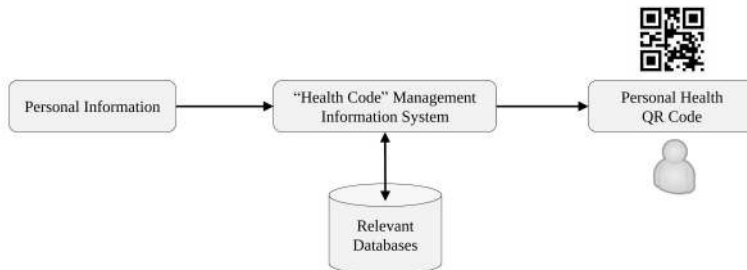 Personal Information
“Health Code” Management
Information System
Personal Health
QR Code
Relevant
Databases